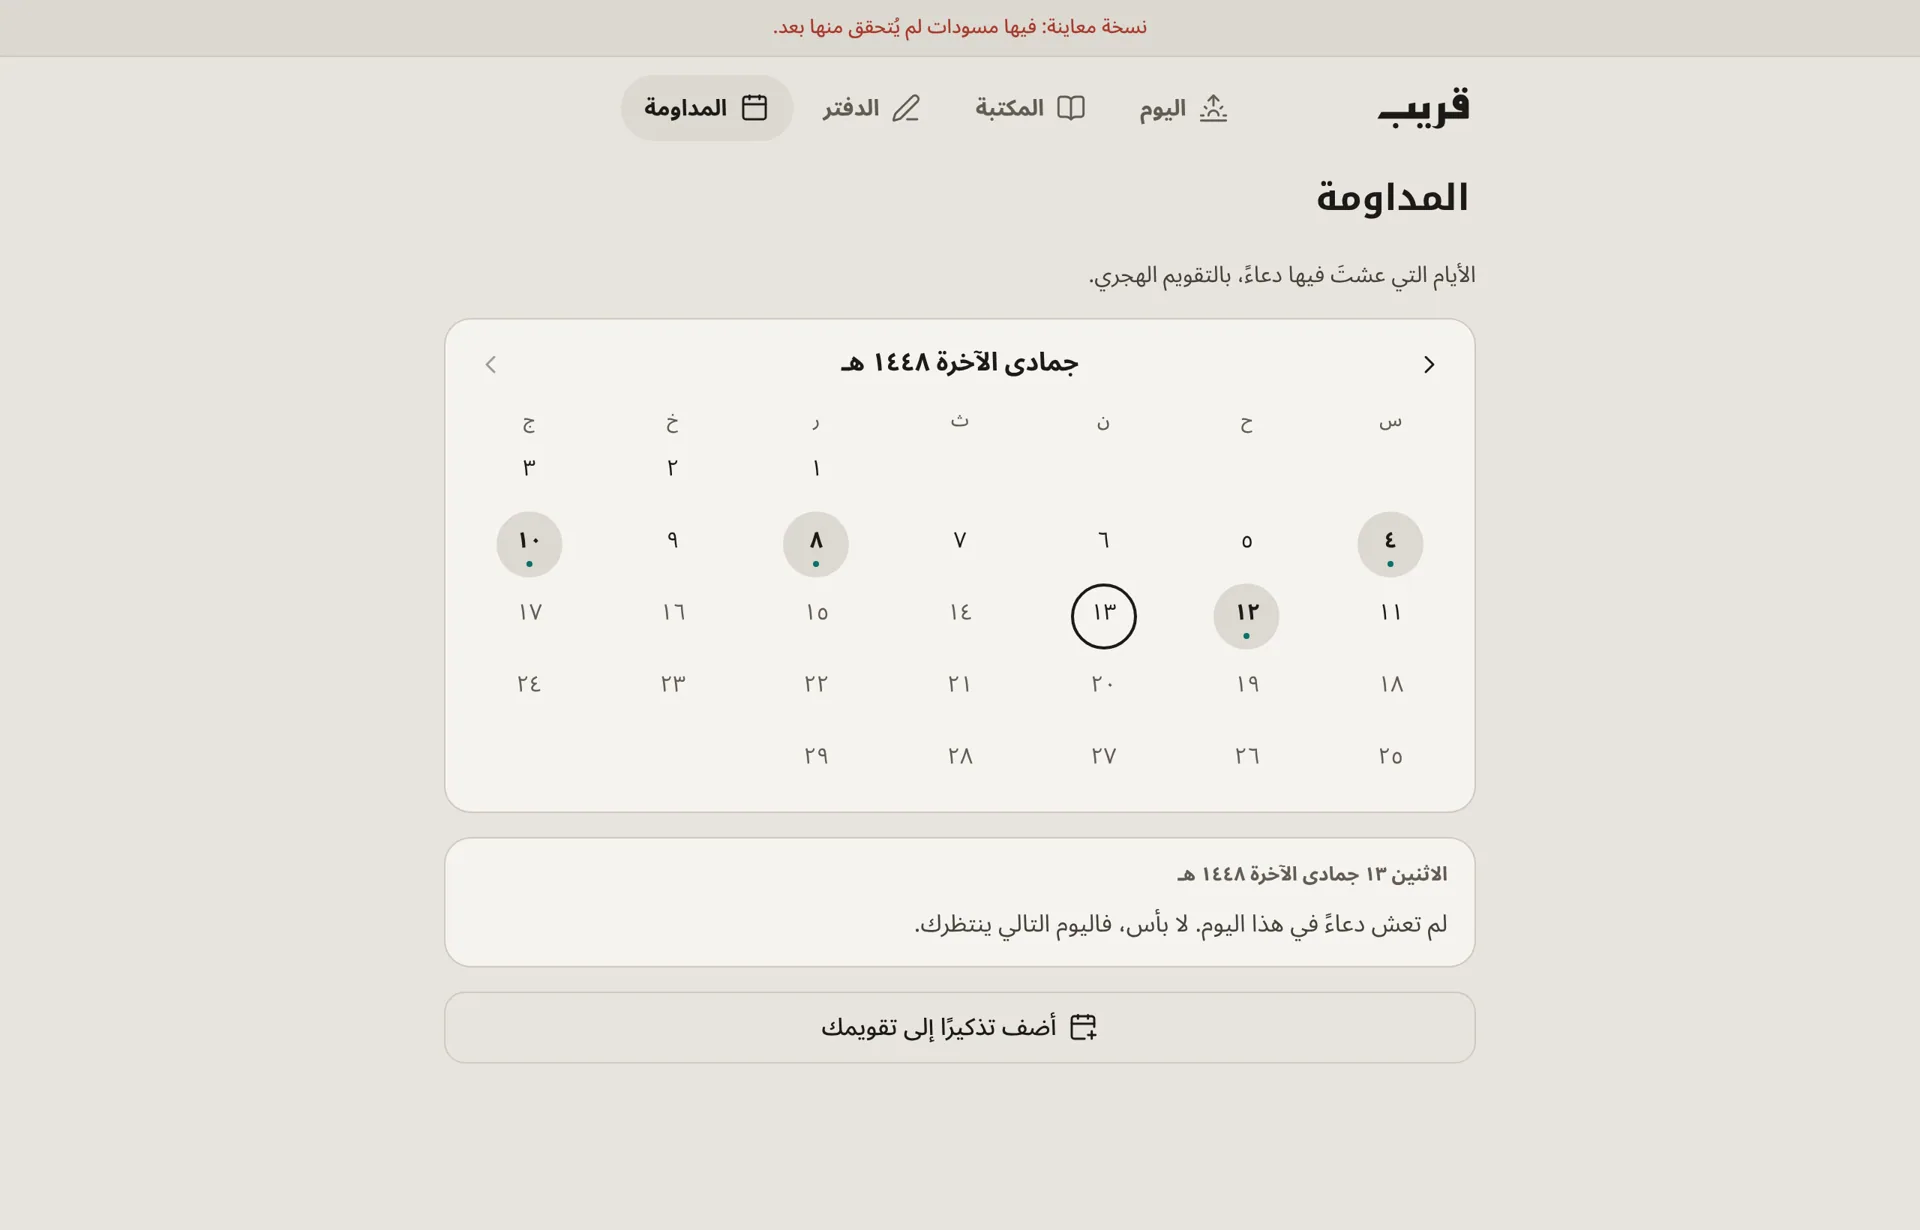 نسخة معاينة: فيها مسودات لم يُتحقق منها بعد.
قريب
اليوم
المكتبة
الدفتر
المداومة
المداومة
الأيام التي عشتَ فيها دعاءً، بالتقويم الهجري.
جمادى الآخرة ١٤٤٨ هـ
س ح ن ث ر خ ج
١ ٢ ٣
٤ ٥ ٦ ٧ ٨ ٩ ١٠
١١ ١٢ ١٣ ١٤ ١٥ ١٦ ١٧
١٨ ١٩ ٢٠ ٢١ ٢٢ ٢٣ ٢٤
٢٥ ٢٦ ٢٧ ٢٨ ٢٩
الاثنين ١٣ جمادى الآخرة ١٤٤٨ هـ
لم تعش دعاءً في هذا اليوم. لا بأس، فاليوم التالي ينتظرك.
أضف تذكيرًا إلى تقويمك